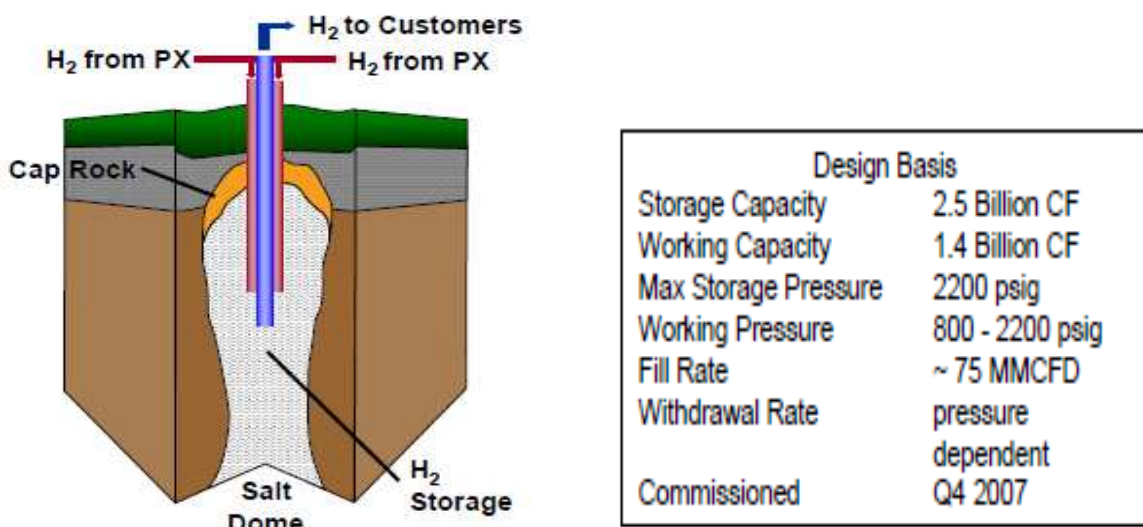 H2 to Customers
H2 from PX
H2 from PX
Cap Rock
H2
Storage
Salt
Dome
Design Basis
Storage Capacity 2.5 Billion CF
Working Capacity 1.4 Billion CF
Max Storage Pressure 2200 psig
Working Pressure 800 - 2200 psig
Fill Rate ~ 75 MMCFD
Withdrawal Rate pressure
dependent
Commissioned Q4 2007